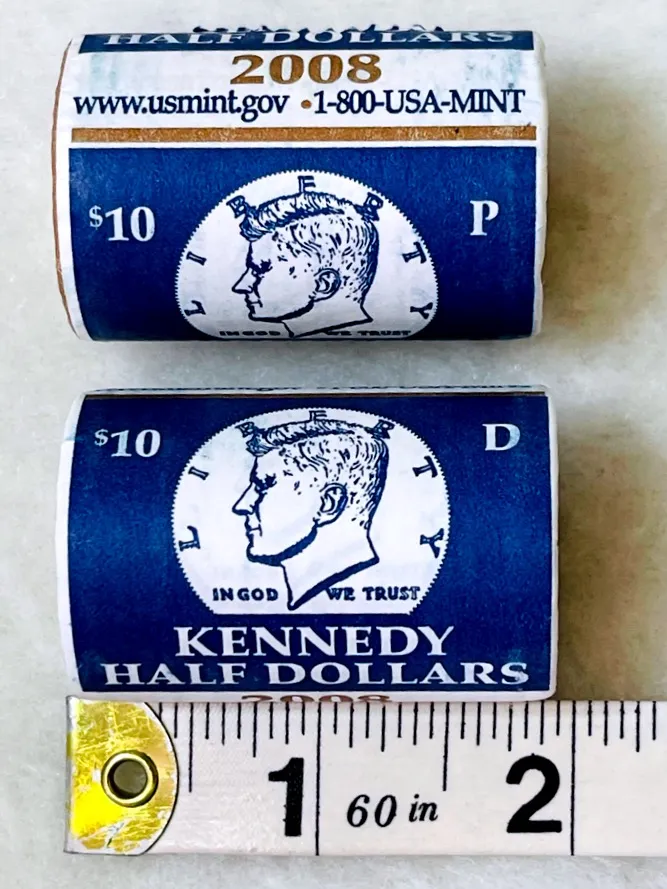 HALF DOLLARS
2008
www.usmint.gov • 1-800-USA-MINT
$10 P
LIBERTY
IN GOD WE TRUST
$10 D
LIBERTY
IN GOD WE TRUST
KENNEDY
HALF DOLLARS
2008
1 60 in 2